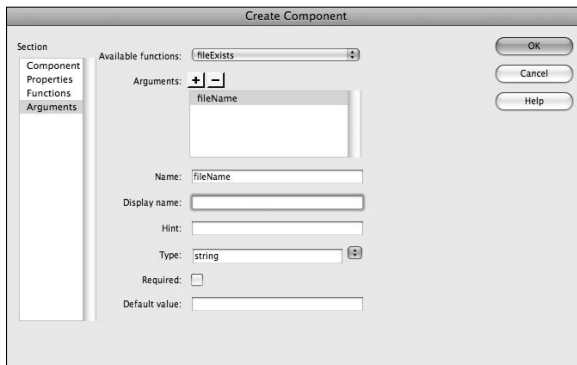 Create Component
Section
Component
Properties
Functions
Arguments
Available functions: fileExists
Arguments: + −
fileName
Name: fileName
Display name:
Hint:
Type: string
Required:
Default value:
OK
Cancel
Help